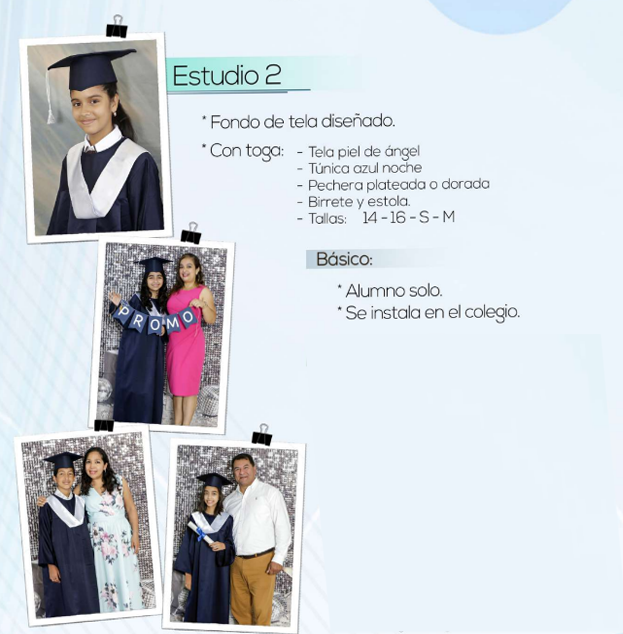 Estudio 2
* Fondo de tela diseñado.
* Con toga: - Tela piel de ángel
- Túnica azul noche
- Pechera plateada o dorada
- Birrete y estola.
- Tallas: 14 - 16 - S - M
Básico:
* Alumno solo.
* Se instala en el colegio.
PROMO